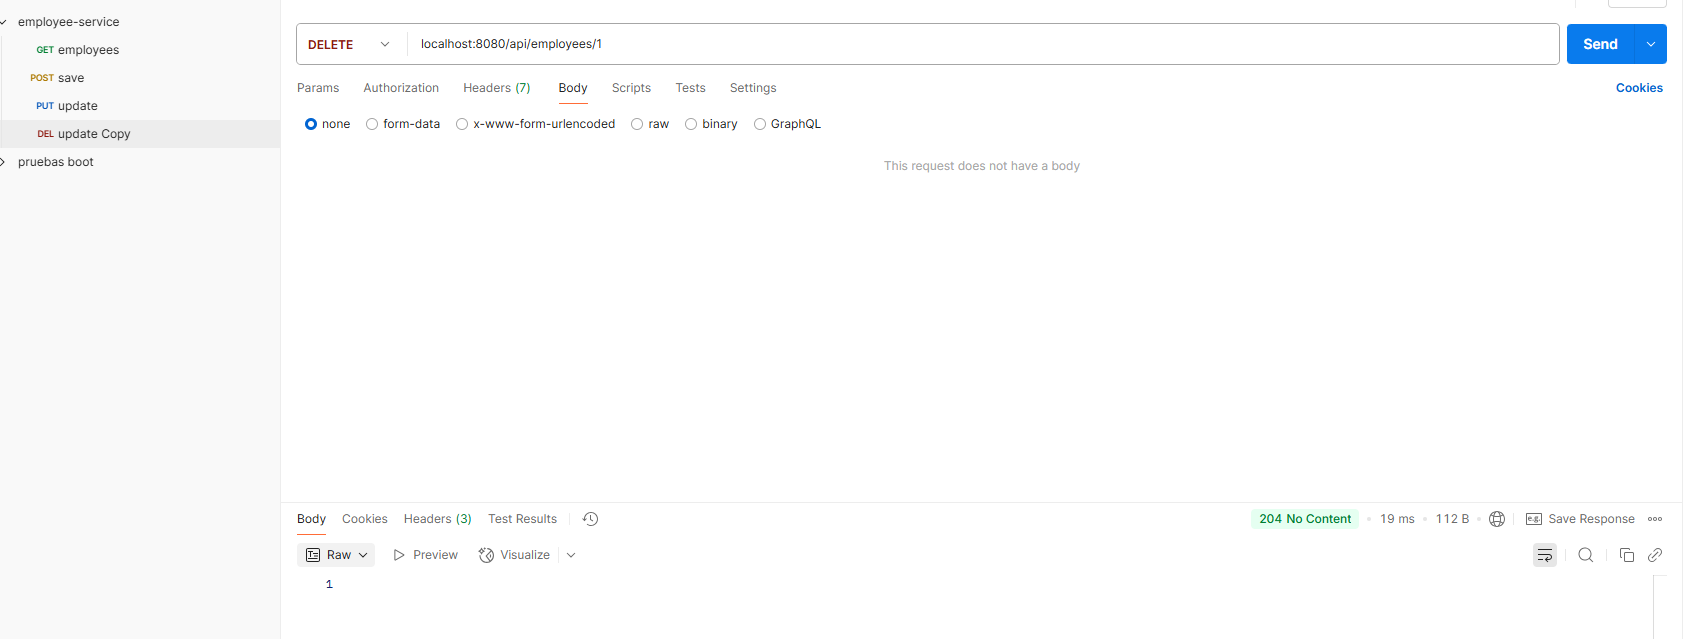 employee-service
GET employees
POST save
PUT update
DEL update Copy
pruebas boot
DELETE localhost:8080/api/employees/1 Send
Params Authorization Headers (7) Body Scripts Tests Settings Cookies
none form-data x-www-form-urlencoded raw binary GraphQL
This request does not have a body
Body Cookies Headers (3) Test Results 204 No Content 19 ms 112 B e.g. Save Response
Raw Preview Visualize
1